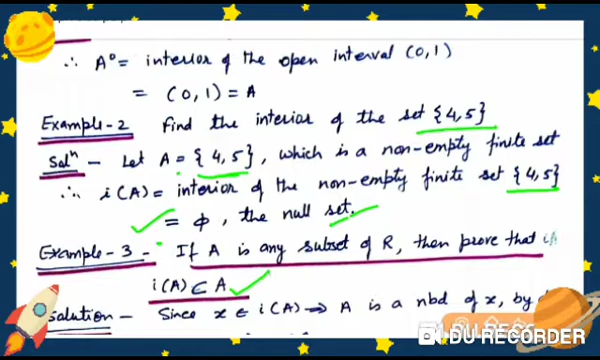 ∴ A° = interior of the open interval (0,1)
= (0,1) = A
Example-2 Find the interior of the set {4,5}
Solⁿ - Let A = {4,5}, which is a non-empty finite set
∴ i(A) = interior of the non-empty finite set {4,5}
= ϕ, the null set.
Example-3 - If A is any subset of R, then prove that
i(A) ⊂ A
Solution - Since x ∈ i(A) ⇒ A is a nbd of x, by
DU RECORDER